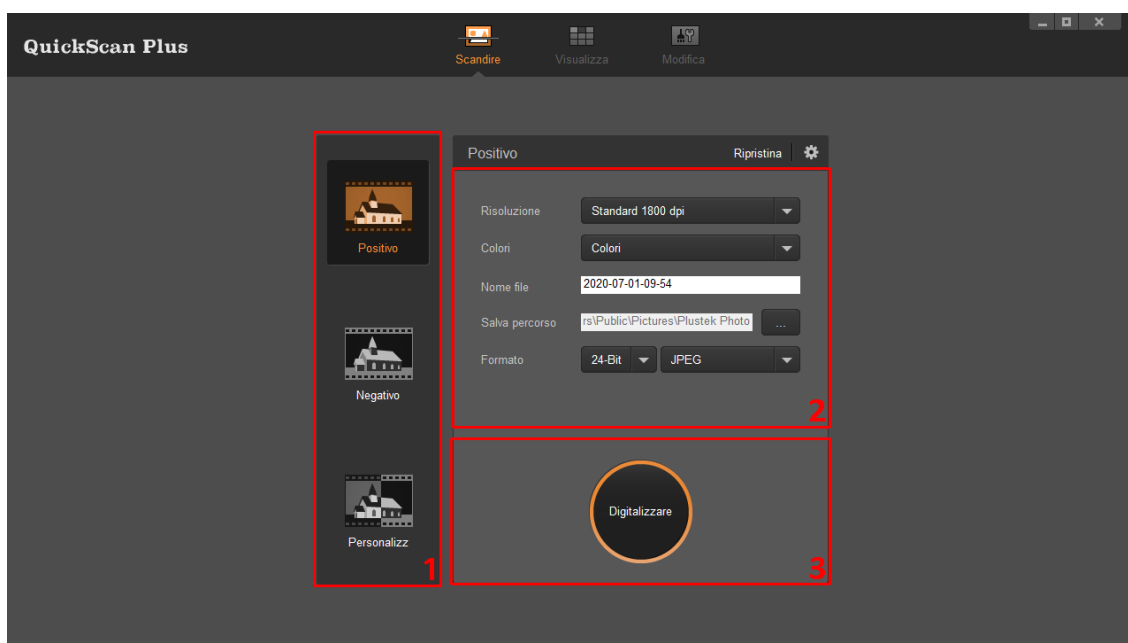 QuickScan Plus
Scandire
Visualizza
Modifica
Positivo
Negativo
Personalizz
1
Positivo
Ripristina
Risoluzione
Standard 1800 dpi
Colori
Colori
Nome file
2020-07-01-09-54
Salva percorso
rs\Public\Pictures\Plustek Photo
...
Formato
24-Bit
JPEG
2
Digitalizzare
3